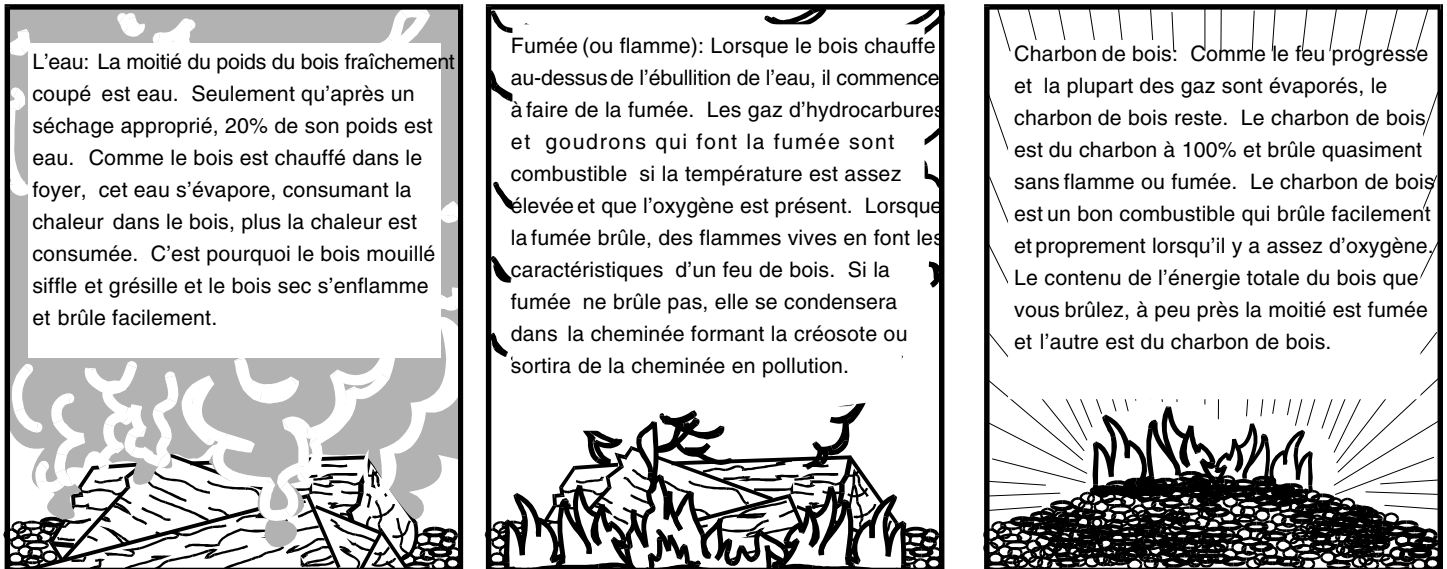 L'eau: La moitié du poids du bois fraîchement
coupé est eau. Seulement qu'après un
séchage approprié, 20% de son poids est
eau. Comme le bois est chauffé dans le
foyer, cet eau s'évapore, consumant la
chaleur dans le bois, plus la chaleur est
consumée. C'est pourquoi le bois mouillé
siffle et grésille et le bois sec s'enflamme
et brûle facilement.
Fumée (ou flamme): Lorsque le bois chauffe
au-dessus de l'ébullition de l'eau, il commence
à faire de la fumée. Les gaz d'hydrocarbures
et goudrons qui font la fumée sont
combustible si la température est assez
élevée et que l'oxygène est présent. Lorsque
la fumée brûle, des flammes vives en font les
caractéristiques d'un feu de bois. Si la
fumée ne brûle pas, elle se condensera
dans la cheminée formant la créosote ou
sortira de la cheminée en pollution.
Charbon de bois: Comme le feu progresse
et la plupart des gaz sont évaporés, le
charbon de bois reste. Le charbon de bois
est du charbon à 100% et brûle quasiment
sans flamme ou fumée. Le charbon de bois
est un bon combustible qui brûle facilement
et proprement lorsqu'il y a assez d'oxygène.
Le contenu de l'énergie totale du bois que
vous brûlez, à peu près la moitié est fumée
et l'autre est du charbon de bois.